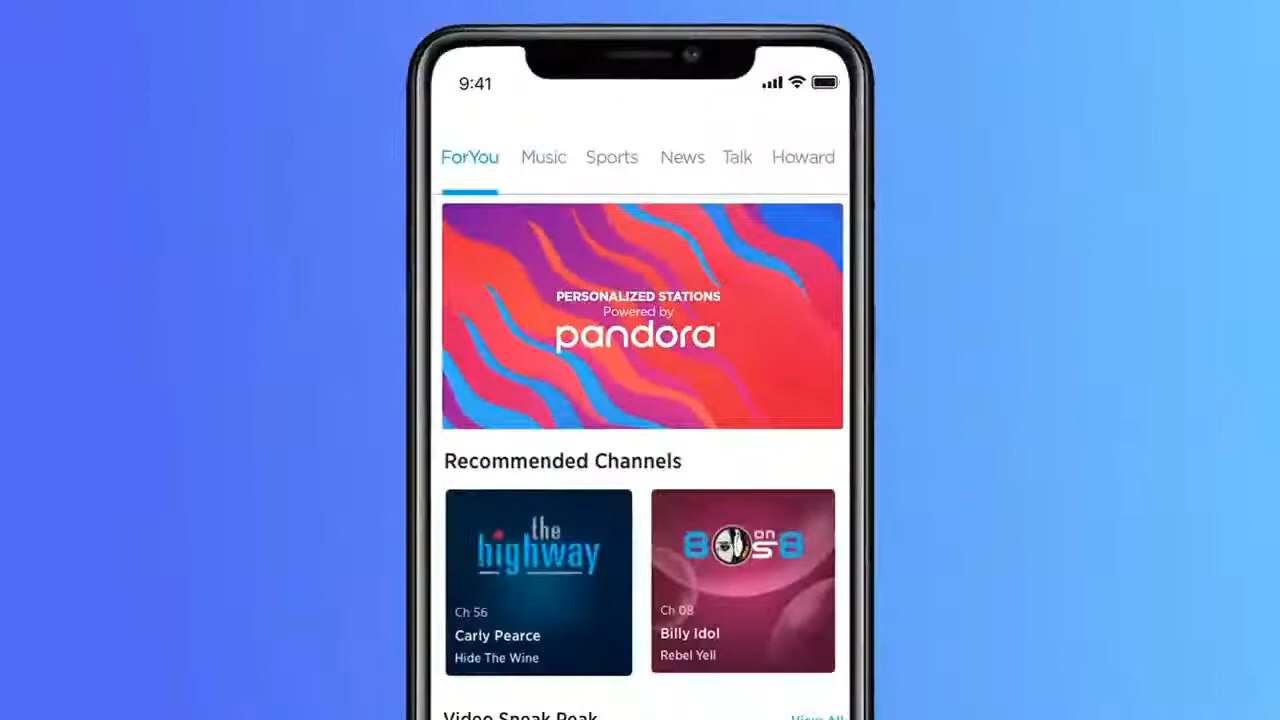 9:41
ForYou Music Sports News Talk Howard
PERSONALIZED STATIONS
Powered by
pandora
Recommended Channels
the
highway
Ch 56
Carly Pearce
Hide The Wine
80s on 8
Ch 08
Billy Idol
Rebel Yell
Video Sneak Peak
View All